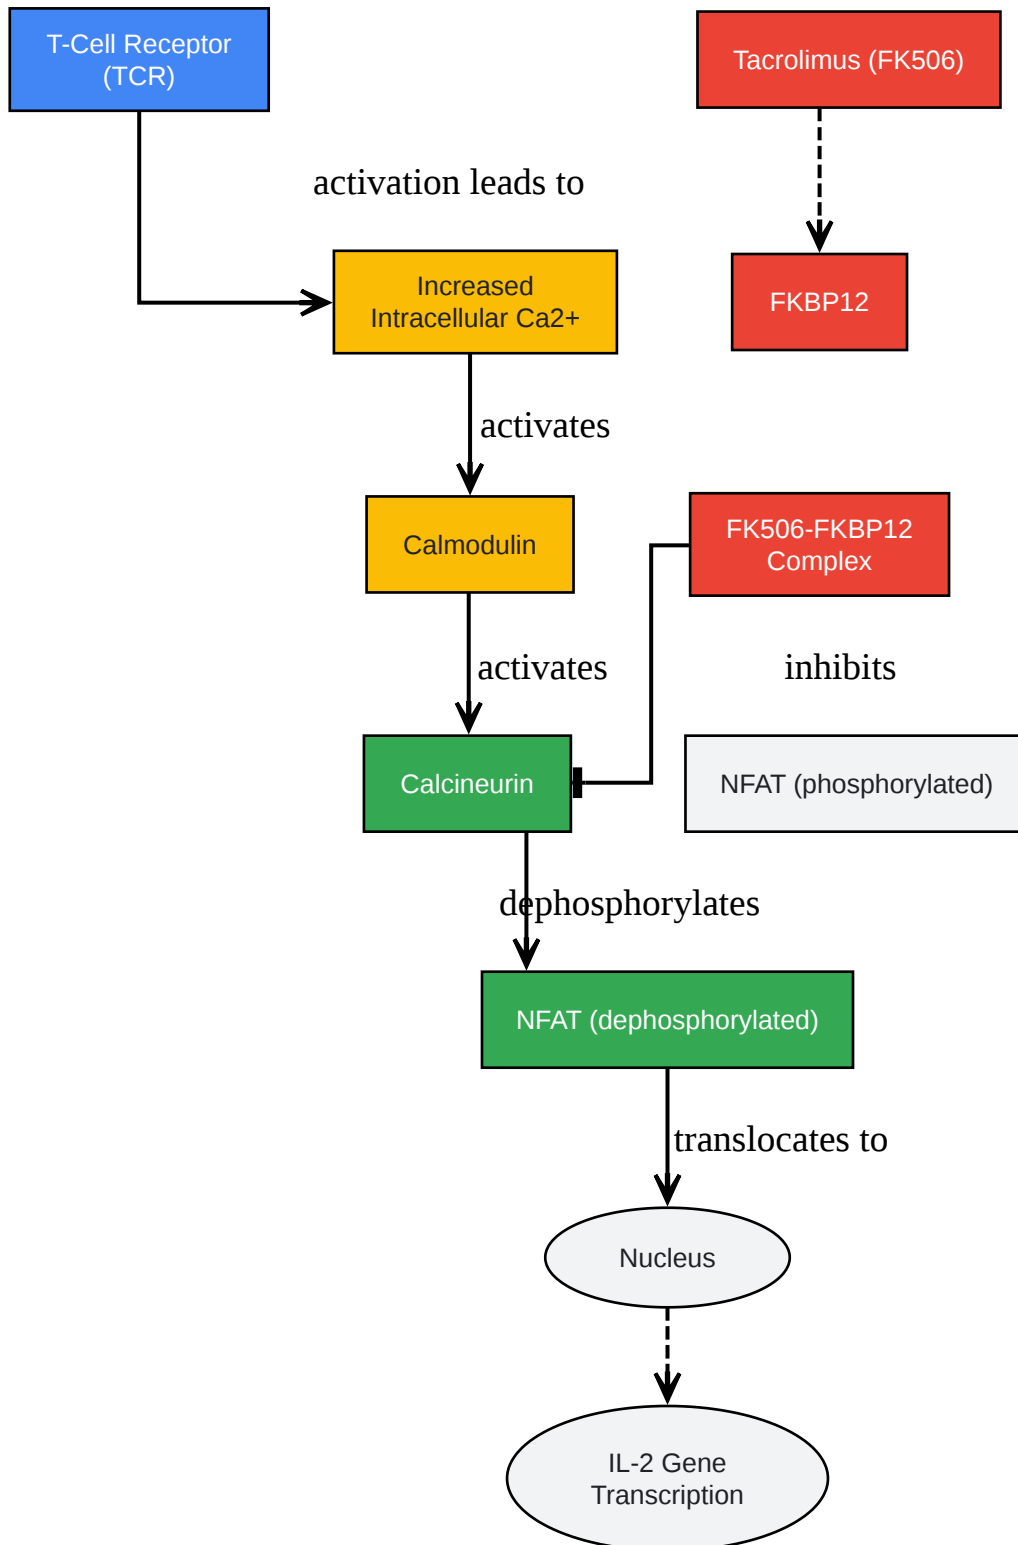 T-Cell Receptor
(TCR)
Tacrolimus (FK506)
activation leads to
Increased
Intracellular Ca2+
FKBP12
activates
Calmodulin
FK506-FKBP12
Complex
activates
inhibits
Calcineurin
NFAT (phosphorylated)
dephosphorylates
NFAT (dephosphorylated)
translocates to
Nucleus
IL-2 Gene
Transcription